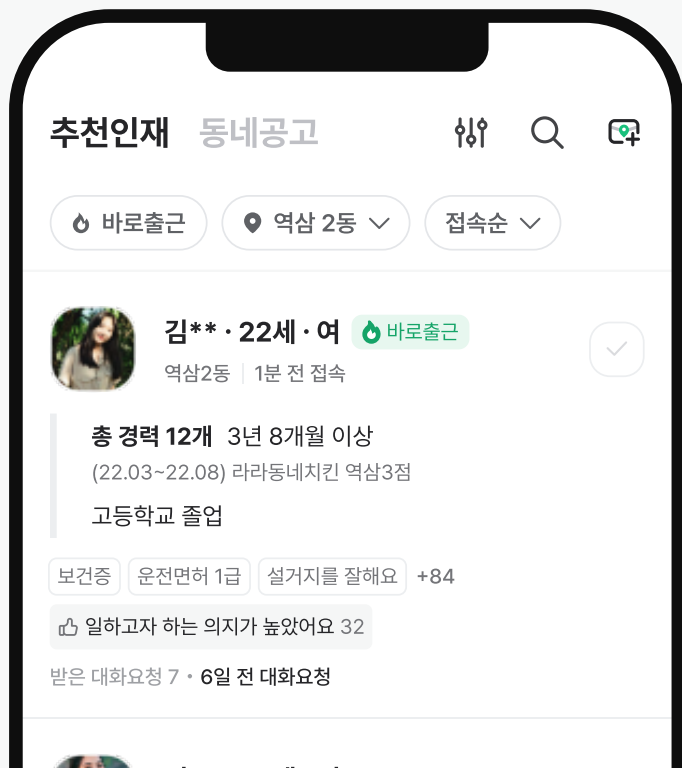 추천인재 동네공고
바로출근 역삼 2동 접속순
김** · 22세 · 여 바로출근
역삼2동 1분 전 접속
총 경력 12개 3년 8개월 이상
(22.03~22.08) 라라동네치킨 역삼3점
고등학교 졸업
보건증 운전면허 1급 설거지를 잘해요 +84
일하고자 하는 의지가 높았어요 32
받은 대화요청 7 • 6일 전 대화요청